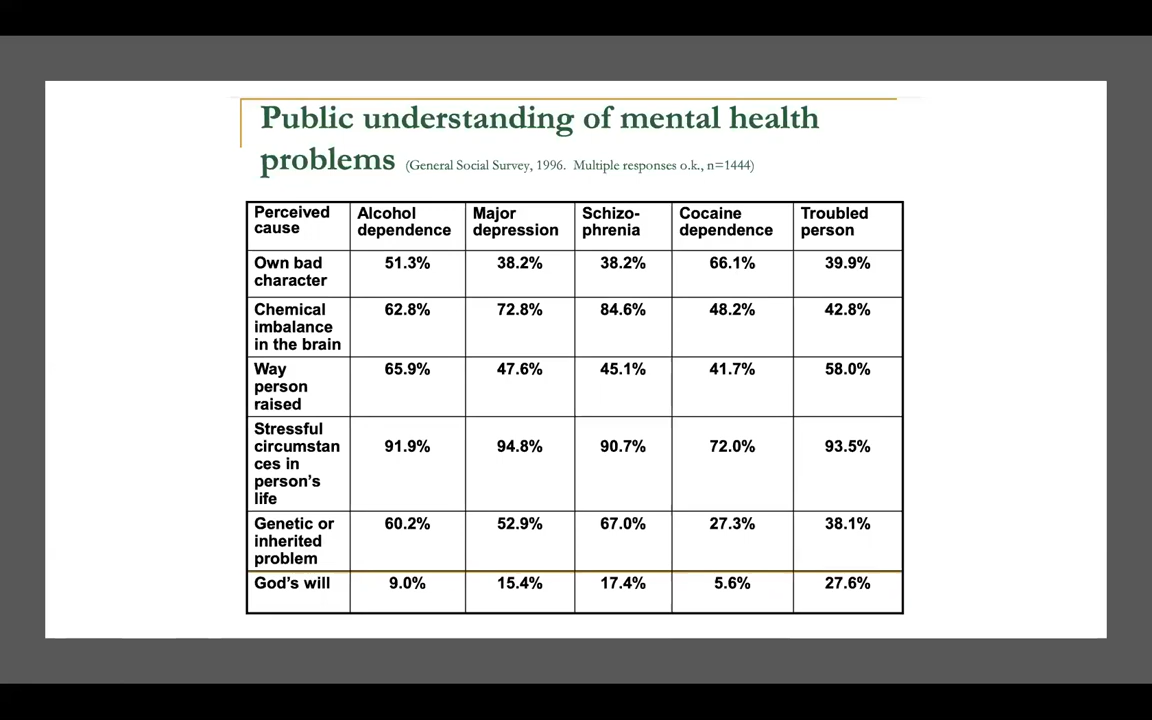 Public understanding of mental health
problems (General Social Survey, 1996. Multiple responses o.k., n=1444)
Perceived cause Alcohol dependence Major depression Schizo-phrenia Cocaine dependence Troubled person
Own bad character 51.3% 38.2% 38.2% 66.1% 39.9%
Chemical imbalance in the brain 62.8% 72.8% 84.6% 48.2% 42.8%
Way person raised 65.9% 47.6% 45.1% 41.7% 58.0%
Stressful circumstances in person's life 91.9% 94.8% 90.7% 72.0% 93.5%
Genetic or inherited problem 60.2% 52.9% 67.0% 27.3% 38.1%
God's will 9.0% 15.4% 17.4% 5.6% 27.6%